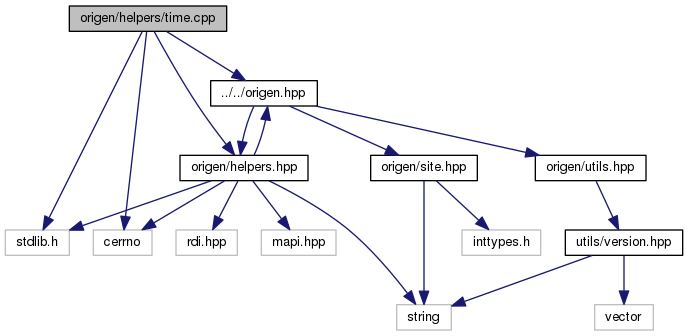 origen/helpers/time.cpp
../../origen.hpp
origen/helpers.hpp
origen/site.hpp
origen/utils.hpp
stdlib.h
cerrno
rdi.hpp
mapi.hpp
inttypes.h
utils/version.hpp
string
vector